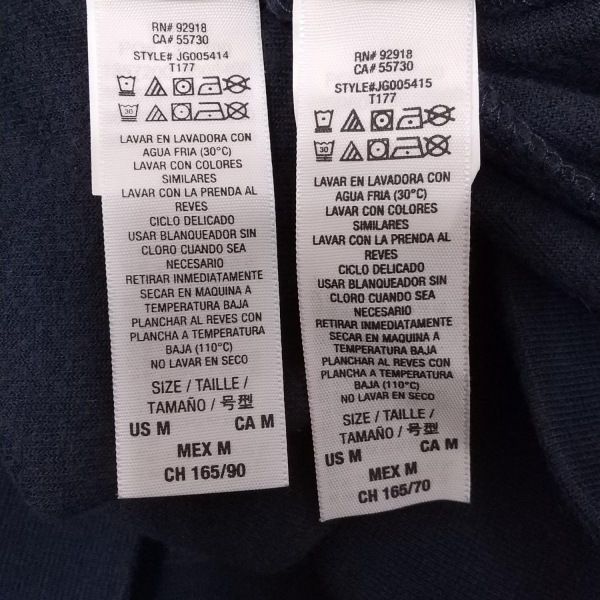 RN# 92918
CA# 55730
STYLE# JG005414
T177
30
LAVAR EN LAVADORA CON
AGUA FRIA (30°C)
LAVAR CON COLORES
SIMILARES
LAVAR CON LA PRENDA AL
REVES
CICLO DELICADO
USAR BLANQUEADOR SIN
CLORO CUANDO SEA
NECESARIO
RETIRAR INMEDIATAMENTE
SECAR EN MAQUINA A
TEMPERATURA BAJA
PLANCHAR AL REVES CON
PLANCHA A TEMPERATURA
BAJA (110°C)
NO LAVAR EN SECO
SIZE / TAILLE /
TAMAÑO / 号型
US M CA M
MEX M
CH 165/90
RN# 92918
CA# 55730
STYLE#JG005415
T177
30
LAVAR EN LAVADORA CON
AGUA FRIA (30°C)
LAVAR CON COLORES
SIMILARES
LAVAR CON LA PRENDA AL
REVES
CICLO DELICADO
USAR BLANQUEADOR SIN
CLORO CUANDO SEA
NECESARIO
RETIRAR INMEDIATAMENTE
SECAR EN MAQUINA A
TEMPERATURA BAJA
PLANCHAR AL REVES CON
PLANCHA A TEMPERATURA
BAJA (110°C)
NO LAVAR EN SECO
SIZE / TAILLE /
TAMAÑO / 号型
US M CA M
MEX M
CH 165/70